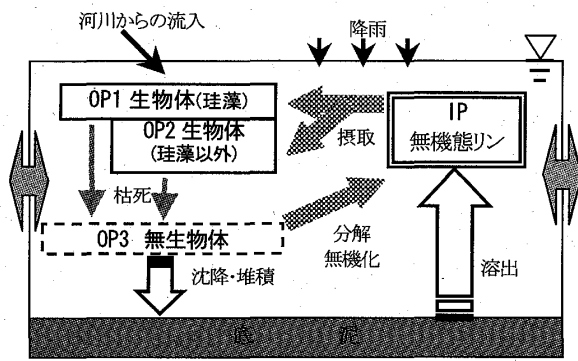 河川からの流入
降雨
OP1 生物体(珪藻)
OP2 生物体
(珪藻以外)
IP
無機態リン
摂取
枯死
OP3 無生物体
分解
無機化
沈降・堆積
溶出
底泥